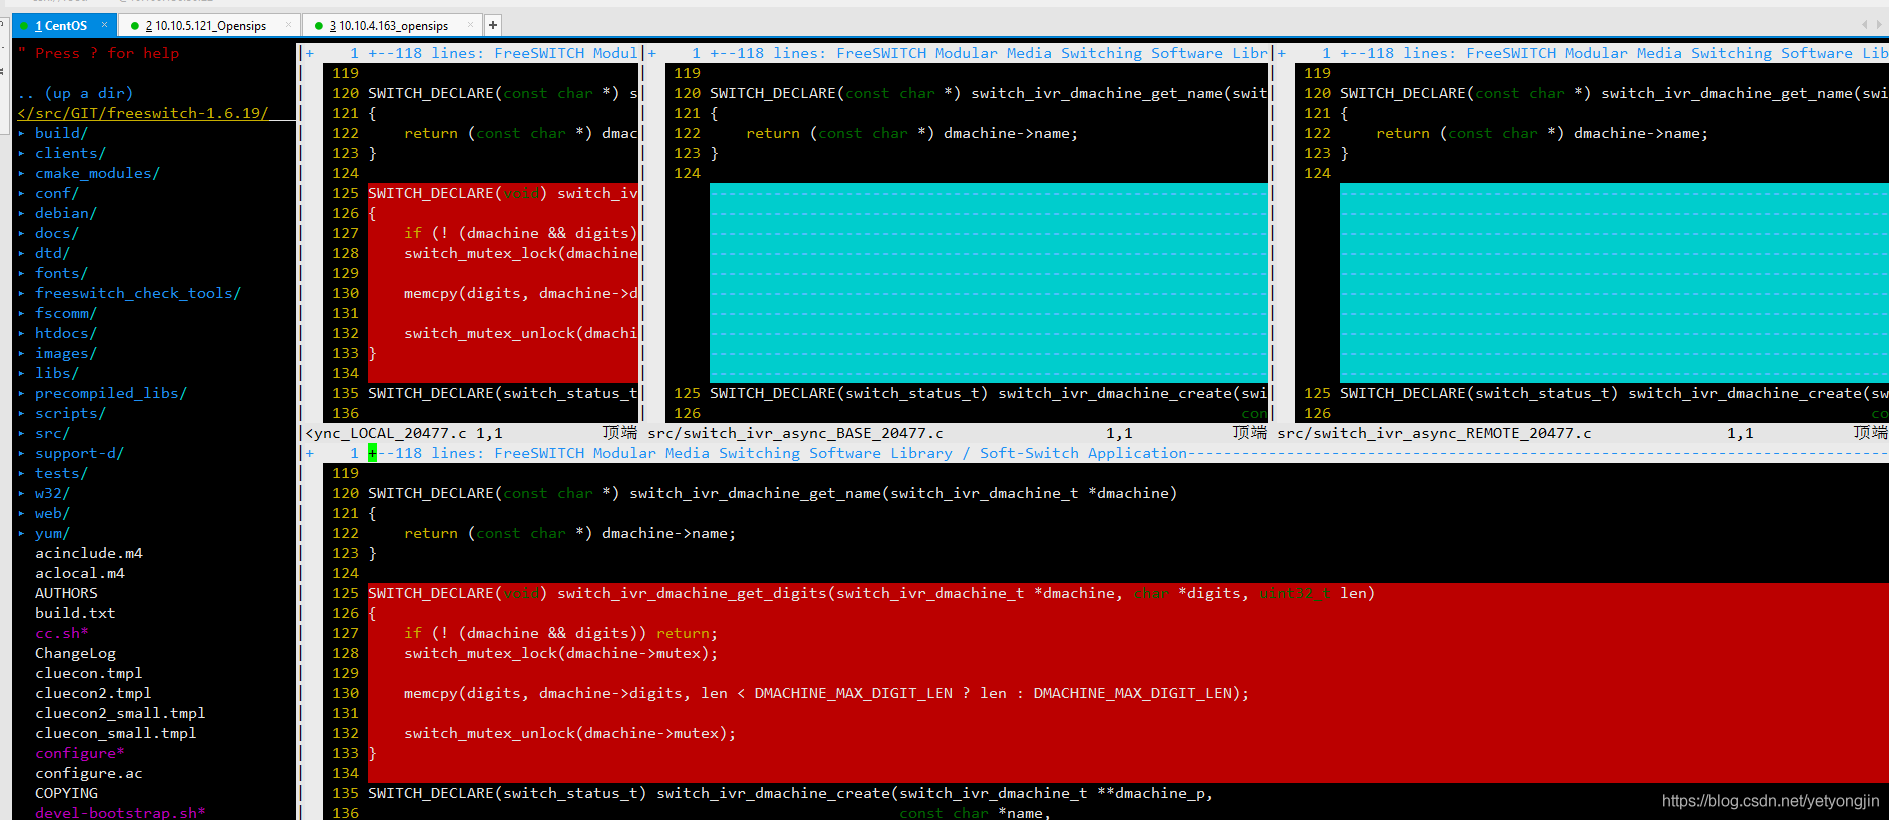 1 CentOS × 2 10.10.5.121_Opensips × 3 10.10.4.163_opensips × +
" Press ? for help
.. (up a dir)
</src/GIT/freeswitch-1.6.19/
▸ build/
▸ clients/
▸ cmake_modules/
▸ conf/
▸ debian/
▸ docs/
▸ dtd/
▸ fonts/
▸ freeswitch_check_tools/
▸ fscomm/
▸ htdocs/
▸ images/
▸ libs/
▸ precompiled_libs/
▸ scripts/
▸ src/
▸ support-d/
▸ tests/
▸ w32/
▸ web/
▸ yum/
acinclude.m4
aclocal.m4
AUTHORS
build.txt
cc.sh*
ChangeLog
cluecon.tmpl
cluecon2.tmpl
cluecon2_small.tmpl
cluecon_small.tmpl
configure*
configure.ac
COPYING
devel-bootstrap.sh*
+ 1 +--118 lines: FreeSWITCH Modul
119
120 SWITCH_DECLARE(const char *) s
121 {
122 return (const char *) dmac
123 }
124
125 SWITCH_DECLARE(void) switch_iv
126 {
127 if (! (dmachine && digits)
128 switch_mutex_lock(dmachine
129
130 memcpy(digits, dmachine->d
131
132 switch_mutex_unlock(dmachi
133 }
134
135 SWITCH_DECLARE(switch_status_t
136
<ync_LOCAL_20477.c 1,1 顶端
+ 1 +--118 lines: FreeSWITCH Modular Media Switching Software Libr
119
120 SWITCH_DECLARE(const char *) switch_ivr_dmachine_get_name(swit
121 {
122 return (const char *) dmachine->name;
123 }
124
125 SWITCH_DECLARE(switch_status_t) switch_ivr_dmachine_create(swi
126 con
src/switch_ivr_async_BASE_20477.c 1,1 顶端
+ 1 +--118 lines: FreeSWITCH Modular Media Switching Software Lib
119
120 SWITCH_DECLARE(const char *) switch_ivr_dmachine_get_name(swi
121 {
122 return (const char *) dmachine->name;
123 }
124
125 SWITCH_DECLARE(switch_status_t) switch_ivr_dmachine_create(sw
126 co
src/switch_ivr_async_REMOTE_20477.c 1,1 顶端
+ 1 +--118 lines: FreeSWITCH Modular Media Switching Software Library / Soft-Switch Application
119
120 SWITCH_DECLARE(const char *) switch_ivr_dmachine_get_name(switch_ivr_dmachine_t *dmachine)
121 {
122 return (const char *) dmachine->name;
123 }
124
125 SWITCH_DECLARE(void) switch_ivr_dmachine_get_digits(switch_ivr_dmachine_t *dmachine, char *digits, uint32_t len)
126 {
127 if (! (dmachine && digits)) return;
128 switch_mutex_lock(dmachine->mutex);
129
130 memcpy(digits, dmachine->digits, len < DMACHINE_MAX_DIGIT_LEN ? len : DMACHINE_MAX_DIGIT_LEN);
131
132 switch_mutex_unlock(dmachine->mutex);
133 }
134
135 SWITCH_DECLARE(switch_status_t) switch_ivr_dmachine_create(switch_ivr_dmachine_t **dmachine_p,
136 const char *name,
https://blog.csdn.net/yetyongjin